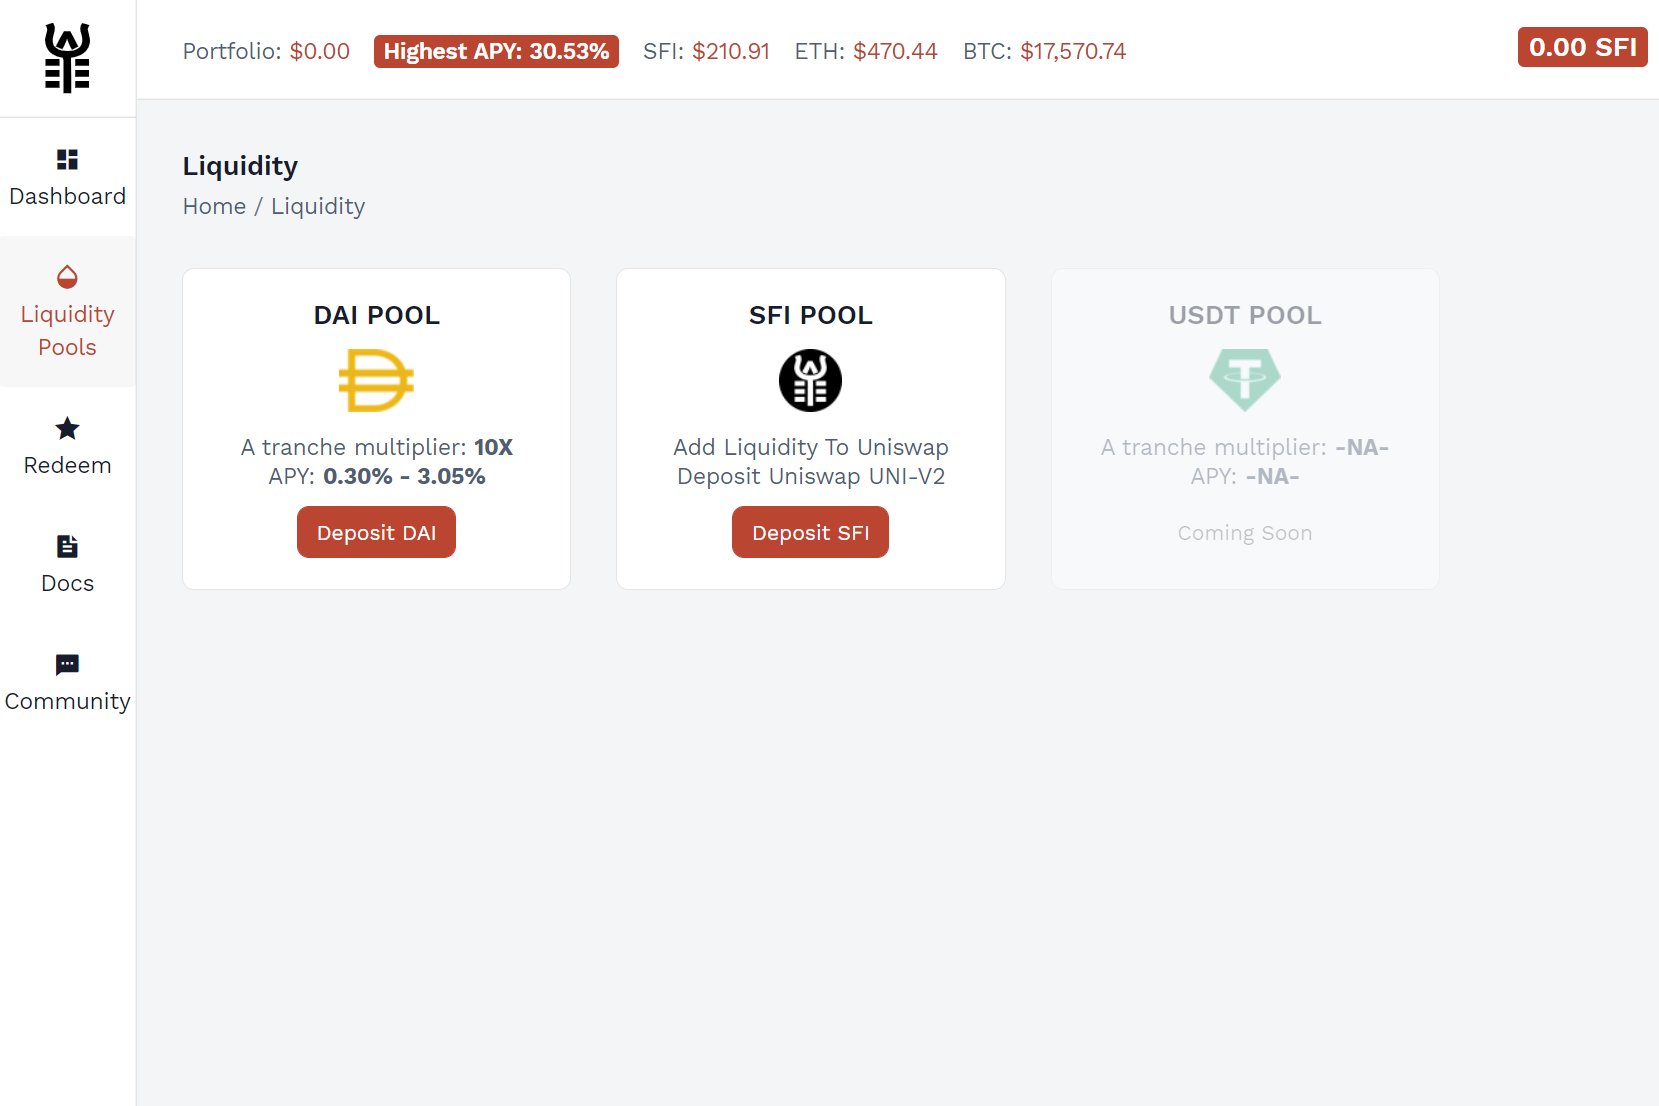 Portfolio: $0.00 Highest APY: 30.53% SFI: $210.91 ETH: $470.44 BTC: $17,570.74 0.00 SFI
Dashboard
Liquidity
Pools
Redeem
Docs
Community
Liquidity
Home / Liquidity
DAI POOL
A tranche multiplier: 10X
APY: 0.30% - 3.05%
Deposit DAI
SFI POOL
Add Liquidity To Uniswap
Deposit Uniswap UNI-V2
Deposit SFI
USDT POOL
A tranche multiplier: -NA-
APY: -NA-
Coming Soon